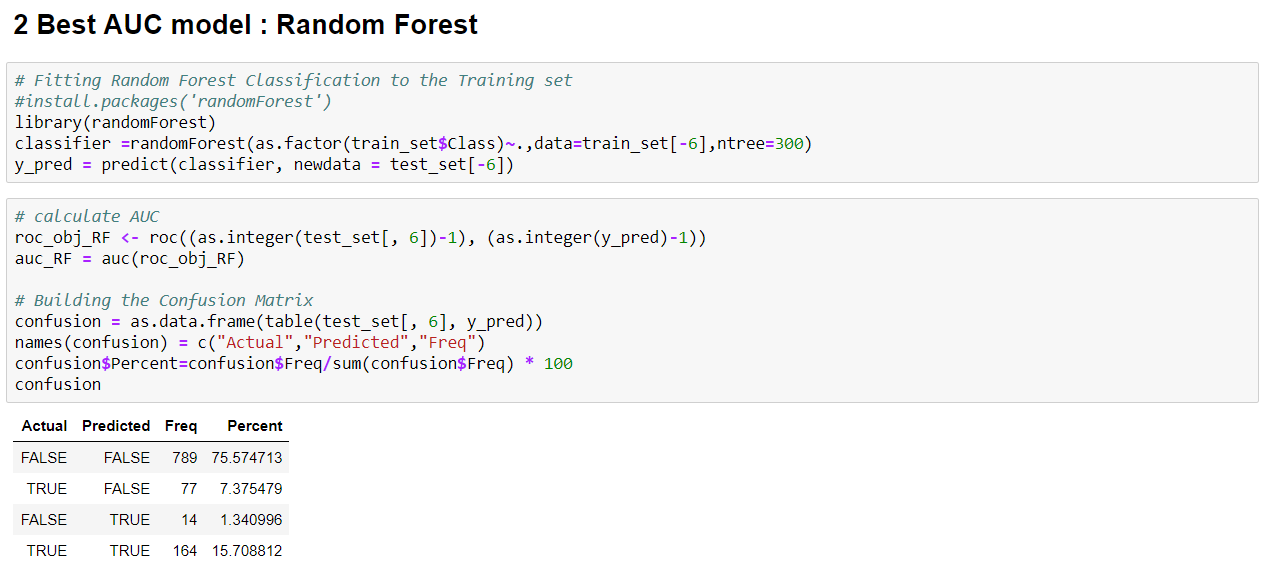 2 Best AUC model : Random Forest
# Fitting Random Forest Classification to the Training set
#install.packages('randomForest')
library(randomForest)
classifier =randomForest(as.factor(train_set$Class)~.,data=train_set[-6],ntree=300)
y_pred = predict(classifier, newdata = test_set[-6])
# calculate AUC
roc_obj_RF <- roc((as.integer(test_set[, 6])-1), (as.integer(y_pred)-1))
auc_RF = auc(roc_obj_RF)
# Building the Confusion Matrix
confusion = as.data.frame(table(test_set[, 6], y_pred))
names(confusion) = c("Actual","Predicted","Freq")
confusion$Percent=confusion$Freq/sum(confusion$Freq) * 100
confusion
Actual Predicted Freq Percent
FALSE FALSE 789 75.574713
TRUE FALSE 77 7.375479
FALSE TRUE 14 1.340996
TRUE TRUE 164 15.708812